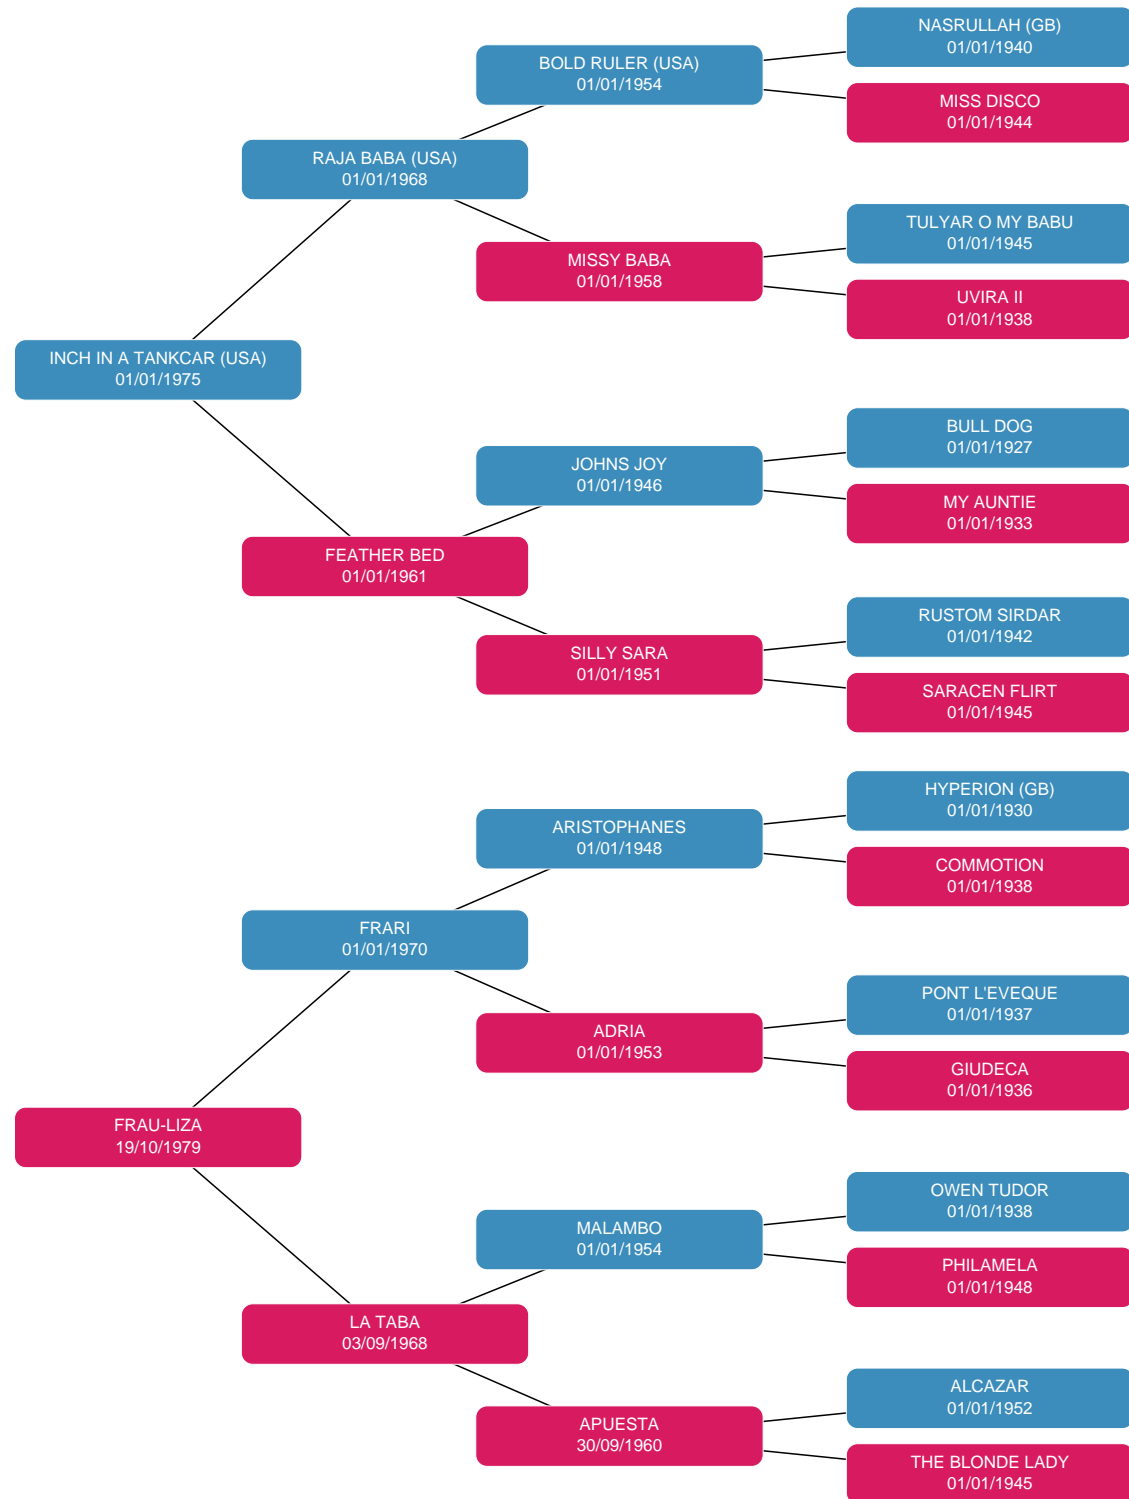 NASRULLAH (GB)
01/01/1940
BOLD RULER (USA)
01/01/1954
MISS DISCO
01/01/1944
RAJA BABA (USA)
01/01/1968
TULYAR O MY BABU
01/01/1945
MISSY BABA
01/01/1958
UVIRA II
01/01/1938
INCH IN A TANKCAR (USA)
01/01/1975
BULL DOG
01/01/1927
JOHNS JOY
01/01/1946
MY AUNTIE
01/01/1933
FEATHER BED
01/01/1961
RUSTOM SIRDAR
01/01/1942
SILLY SARA
01/01/1951
SARACEN FLIRT
01/01/1945
HYPERION (GB)
01/01/1930
ARISTOPHANES
01/01/1948
COMMOTION
01/01/1938
FRARI
01/01/1970
PONT L'EVEQUE
01/01/1937
ADRIA
01/01/1953
GIUDECA
01/01/1936
FRAU-LIZA
19/10/1979
OWEN TUDOR
01/01/1938
MALAMBO
01/01/1954
PHILAMELA
01/01/1948
LA TABA
03/09/1968
ALCAZAR
01/01/1952
APUESTA
30/09/1960
THE BLONDE LADY
01/01/1945